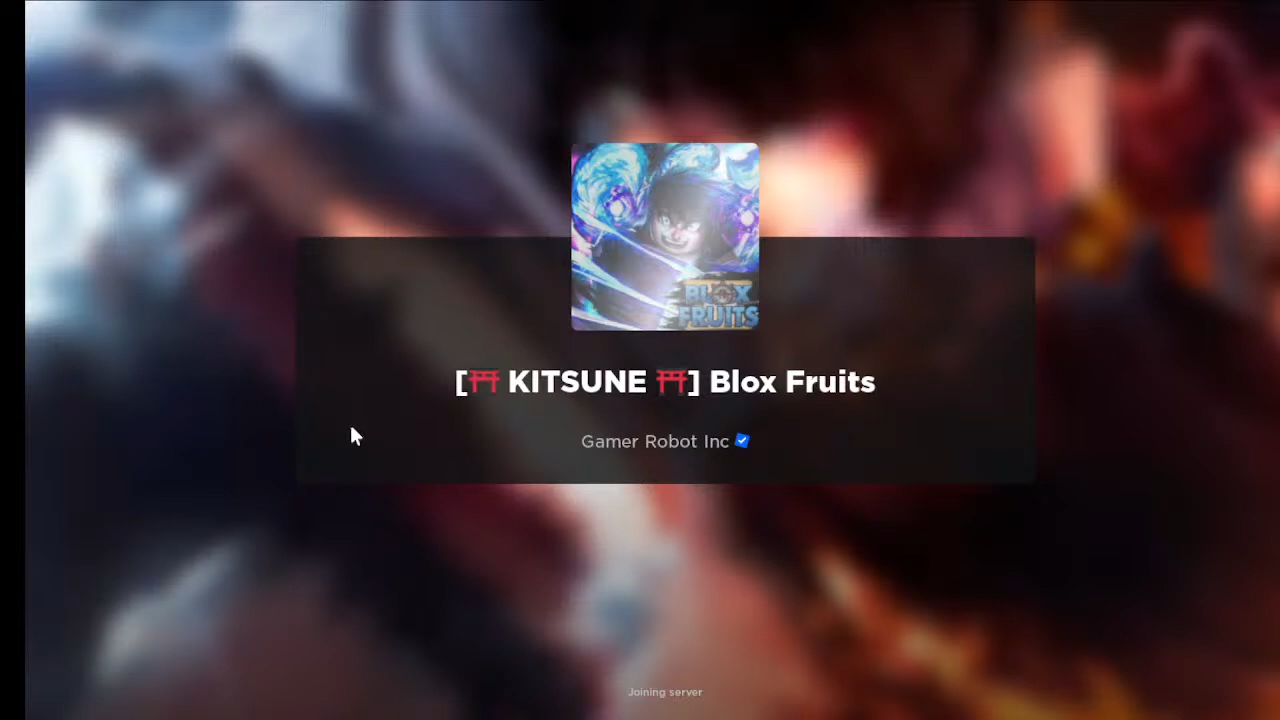 BLOX
FRUITS
[⛩️ KITSUNE ⛩️] Blox Fruits
Gamer Robot Inc
Joining server